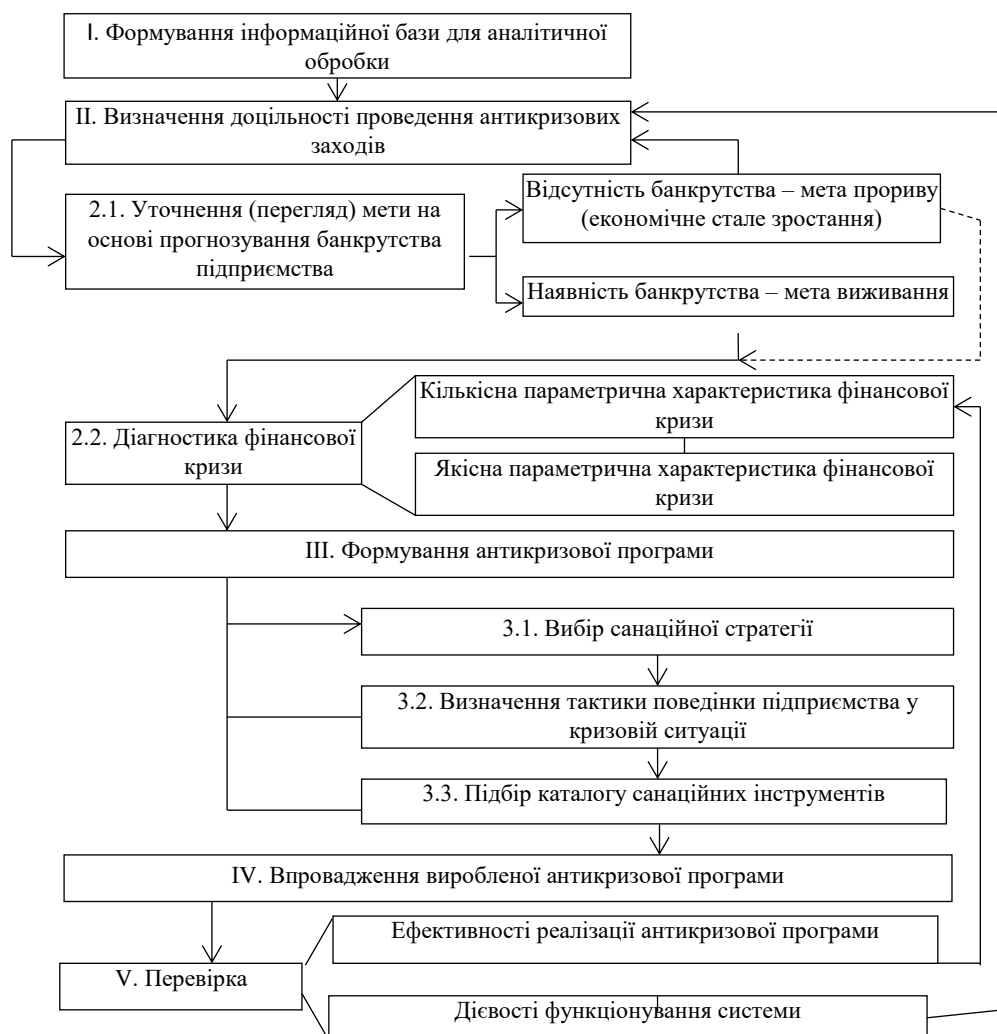 І. Формування інформаційної бази для аналітичної
обробки
ІІ. Визначення доцільності проведення антикризових
заходів
2.1. Уточнення (перегляд) мети на
основі прогнозування банкрутства
підприємства
Відсутність банкрутства – мета прориву
(економічне стале зростання)
Наявність банкрутства – мета виживання
2.2. Діагностика фінансової
кризи
Кількісна параметрична характеристика фінансової
кризи
Якісна параметрична характеристика фінансової
кризи
ІІІ. Формування антикризової програми
3.1. Вибір санаційної стратегії
3.2. Визначення тактики поведінки підприємства у
кризовій ситуації
3.3. Підбір каталогу санаційних інструментів
IV. Впровадження виробленої антикризової програми
V. Перевірка
Ефективності реалізації антикризової програми
Дієвості функціонування системи